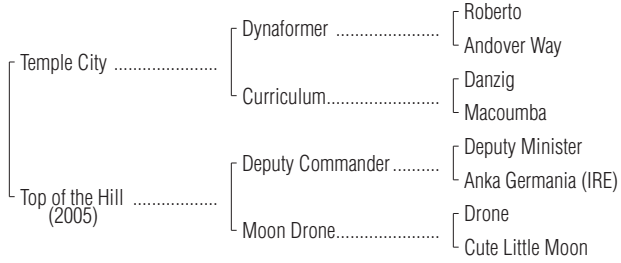 Roberto
Dynaformer ....................
Andover Way
Temple City .....................
Danzig
Curriculum.......................
Macoumba
Deputy Minister
Deputy Commander..........
Anka Germania (IRE)
Top of the Hill .................
(2005)
Drone
Moon Drone.....................
Cute Little Moon